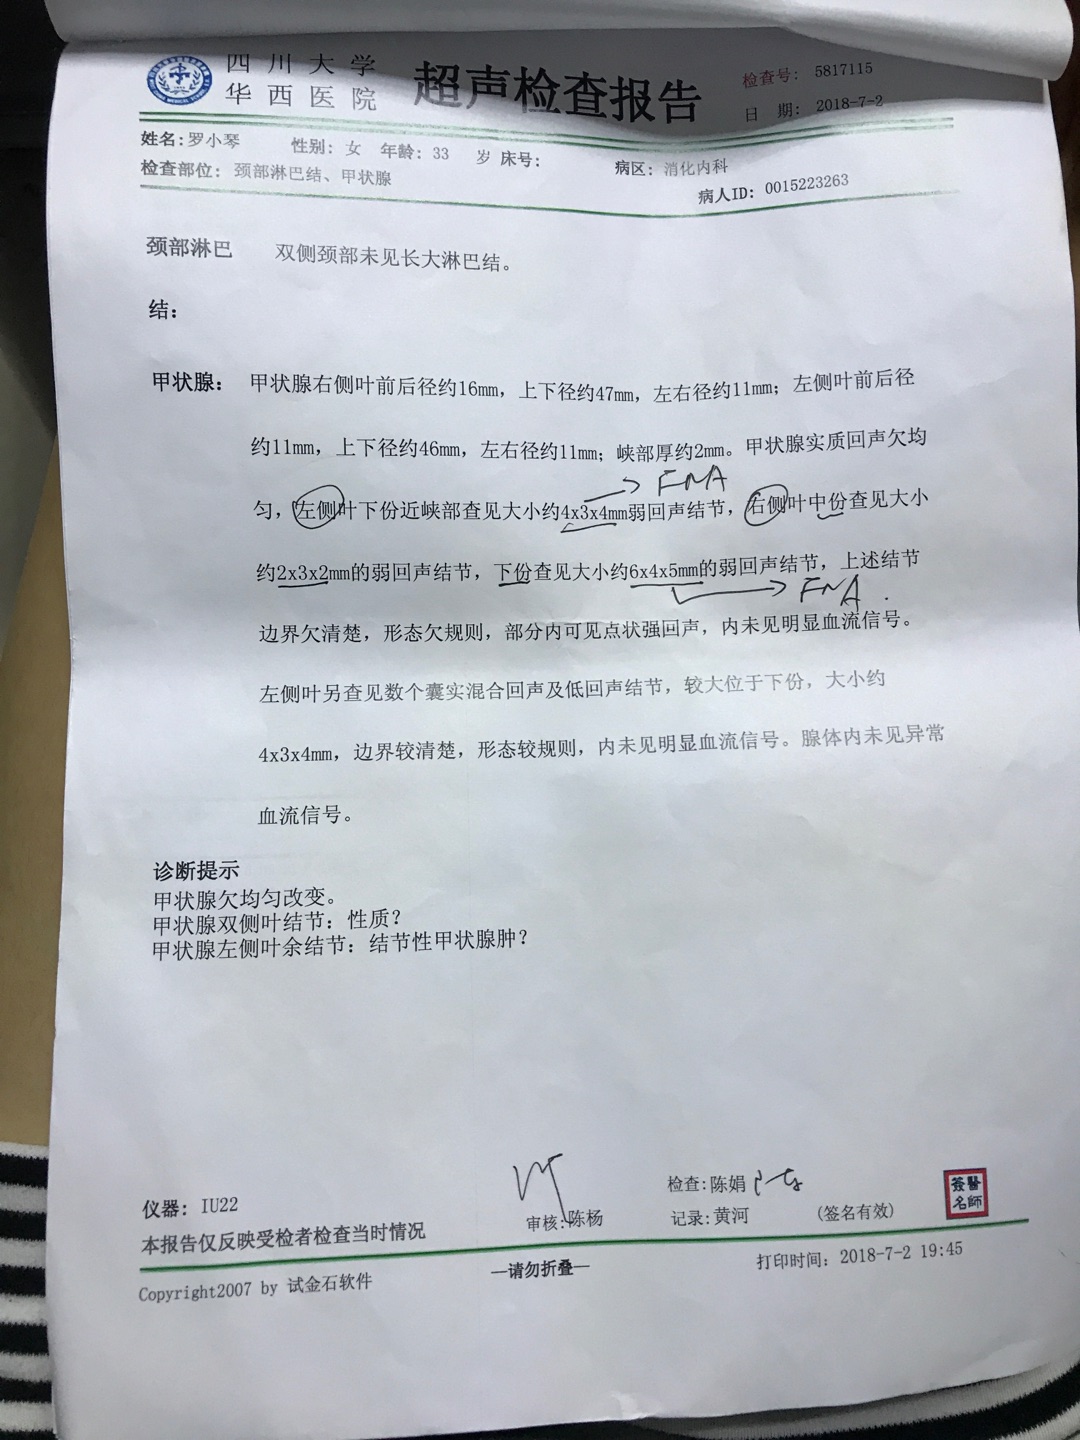 四川大学
华西医院
超声检查报告
检查号: 5817115
日 期: 2018-7-2
姓名:罗小琴 性别: 女 年龄: 33 岁 床号: 病区: 消化内科
检查部位: 颈部淋巴结、甲状腺 病人ID: 0015223263
颈部淋巴 双侧颈部未见长大淋巴结。
结:
甲状腺: 甲状腺右侧叶前后径约16mm, 上下径约47mm, 左右径约11mm; 左侧叶前后径
约11mm, 上下径约46mm, 左右径约11mm; 峡部厚约2mm。甲状腺实质回声欠均
→ FNA
匀, 左侧叶下份近峡部查见大小约4x3x4mm弱回声结节, 右侧叶中份查见大小
约2x3x2mm的弱回声结节, 下份查见大小约6x4x5mm的弱回声结节, 上述结节
→ FNA.
边界欠清楚, 形态欠规则, 部分内可见点状强回声, 内未见明显血流信号。
左侧叶另查见数个囊实混合回声及低回声结节, 较大位于下份, 大小约
4x3x4mm, 边界较清楚, 形态较规则, 内未见明显血流信号。腺体内未见异常
血流信号。
诊断提示
甲状腺欠均匀改变。
甲状腺双侧叶结节: 性质?
甲状腺左侧叶余结节: 结节性甲状腺肿?
仪器: IU22
检查:陈娟
审核:陈杨 记录:黄河 (签名有效)
簽醫
名師
本报告仅反映受检者检查当时情况
—请勿折叠—
打印时间: 2018-7-2 19:45
Copyright2007 by 试金石软件